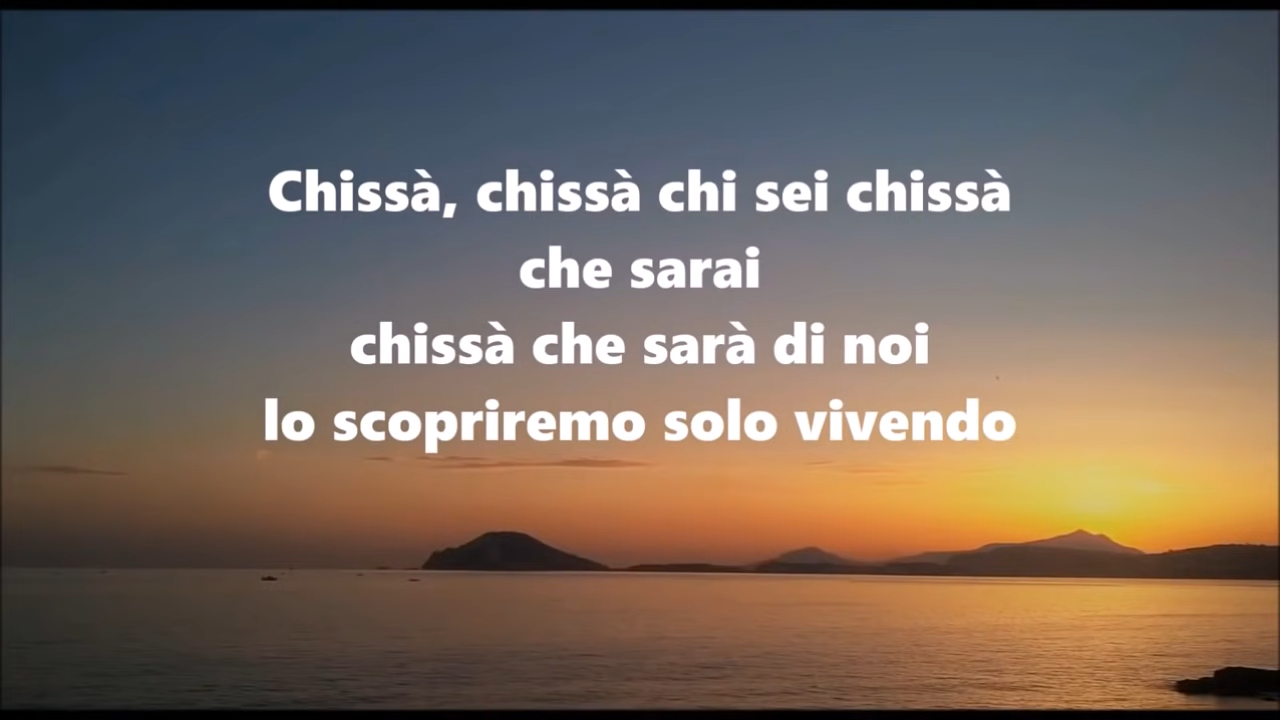 Chissà, chissà chi sei chissà
che sarai
chissà che sarà di noi
lo scopriremo solo vivendo